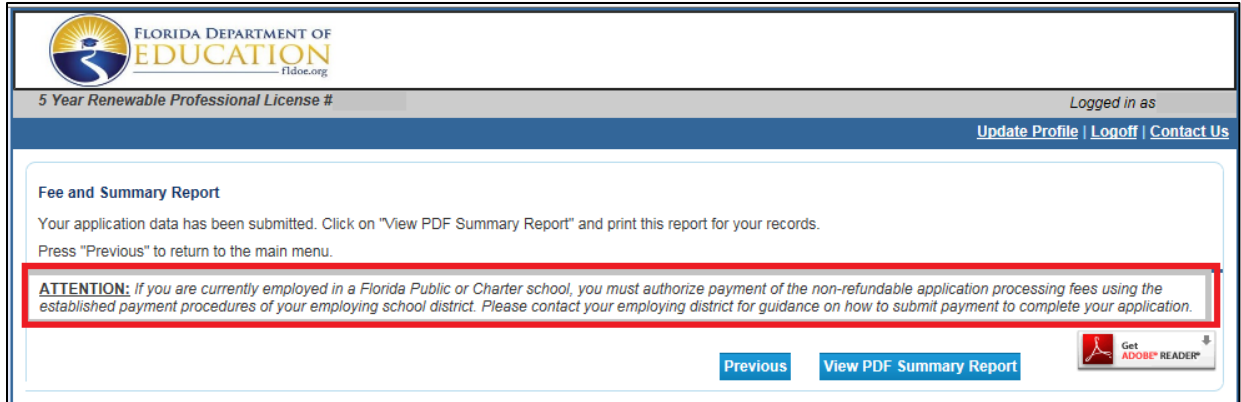 FLORIDA DEPARTMENT OF
EDUCATION
fldoe.org
5 Year Renewable Professional License #
Logged in as
Update Profile | Logoff | Contact Us
Fee and Summary Report
Your application data has been submitted. Click on "View PDF Summary Report" and print this report for your records.
Press "Previous" to return to the main menu.
ATTENTION: If you are currently employed in a Florida Public or Charter school, you must authorize payment of the non-refundable application processing fees using the
established payment procedures of your employing school district. Please contact your employing district for guidance on how to submit payment to complete your application.
Get
ADOBE® READER®
Previous
View PDF Summary Report